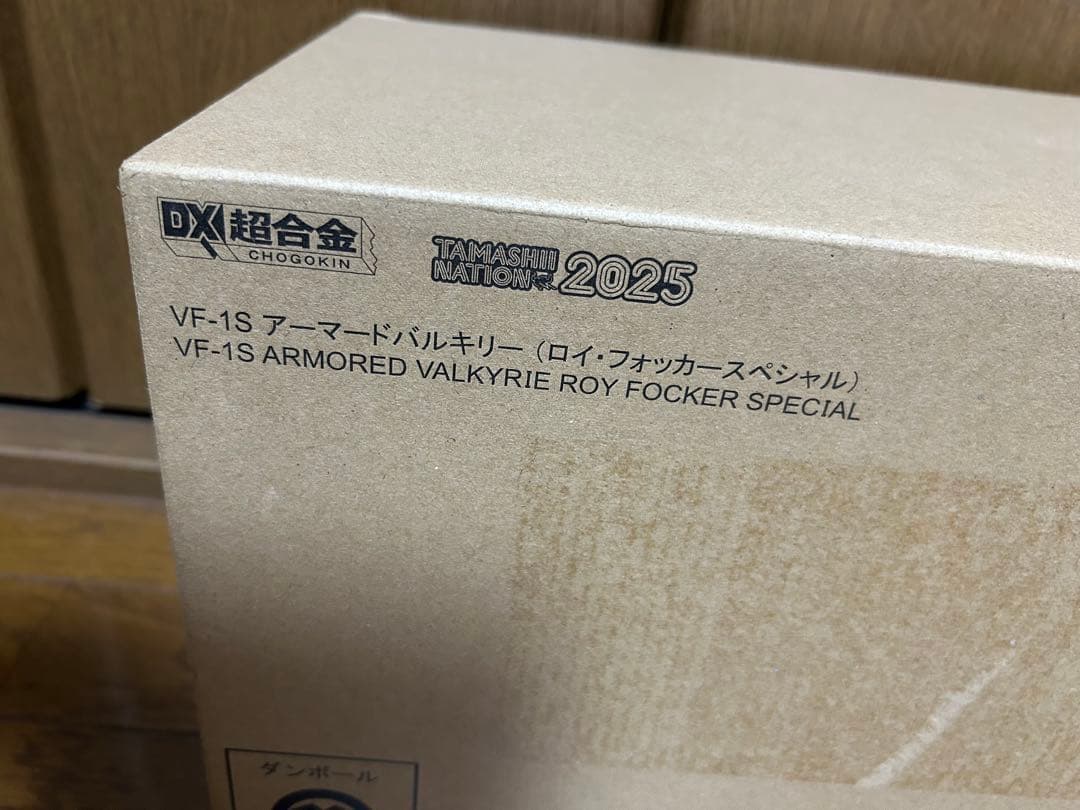 DX超合金
CHOGOKIN
TAMASHII
NATION 2025
VF-1S アーマードバルキリー（ロイ・フォッカースペシャル）
VF-1S ARMORED VALKYRIE ROY FOCKER SPECIAL
ダンボール